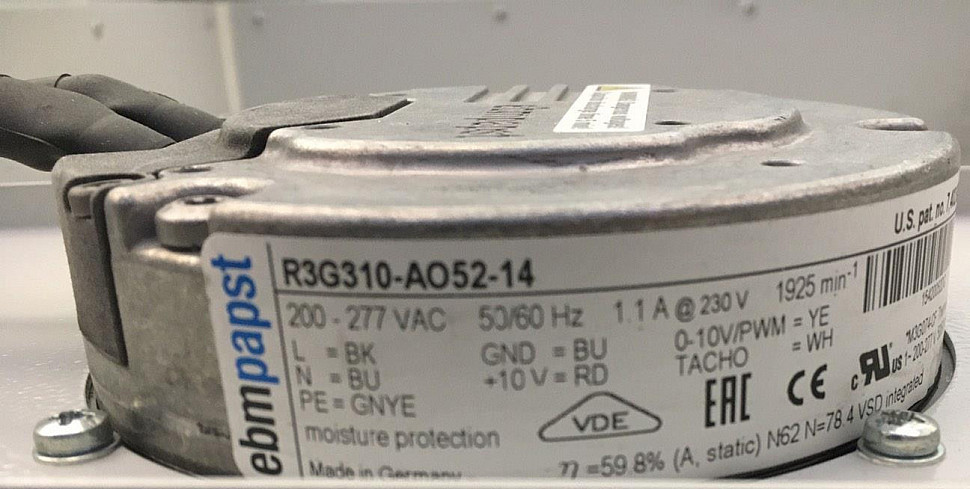 ebmpapst
R3G310-AO52-14
U.S. pat. no.
200 - 277 VAC 50/60 Hz 1.1 A @ 230 V 1925 min-1
L = BK GND = BU 0-10V/PWM = YE
N = BU +10 V = RD TACHO = WH
PE = GNYE
moisture protection VDE EAC CE c RU us
Made in Germany η =59.8% (A, static) N62 N=78.4 VSD integrated